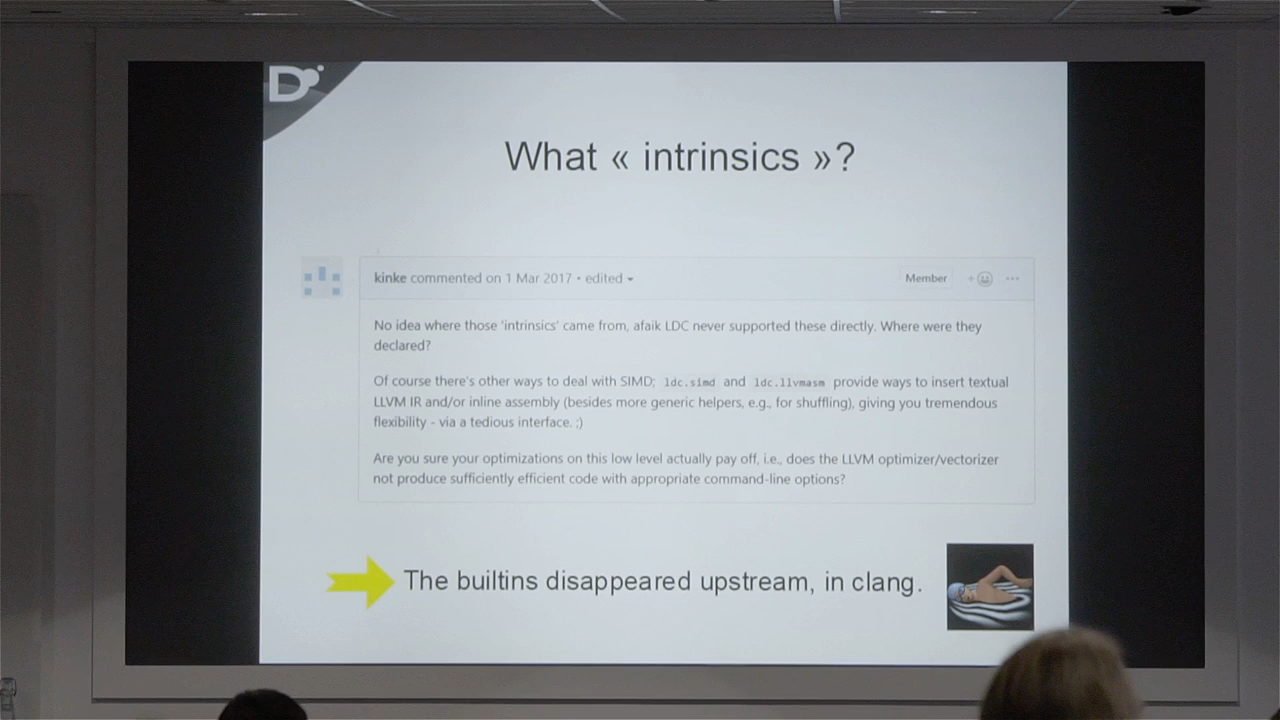 D
What « intrinsics »?
kinke commented on 1 Mar 2017 • edited
Member
No idea where those 'intrinsics' came from, afaik LDC never supported these directly. Where were they
declared?
Of course there's other ways to deal with SIMD; ldc.simd and ldc.llvmasm provide ways to insert textual
LLVM IR and/or inline assembly (besides more generic helpers, e.g., for shuffling), giving you tremendous
flexibility - via a tedious interface. ;)
Are you sure your optimizations on this low level actually pay off, i.e., does the LLVM optimizer/vectorizer
not produce sufficiently efficient code with appropriate command-line options?
The builtins disappeared upstream, in clang.